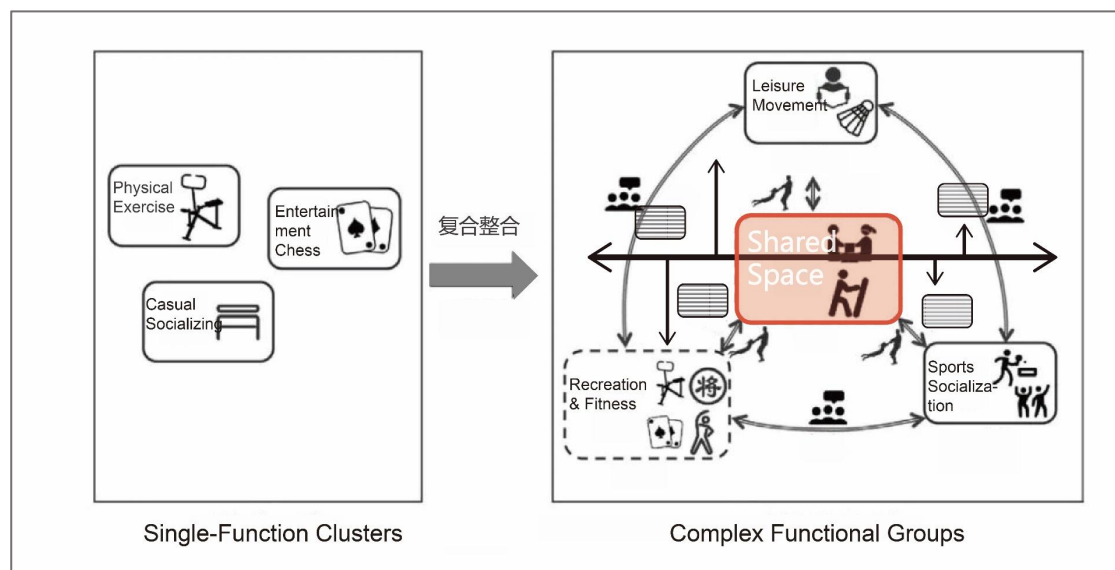 Physical
Exercise
Entertain
ment
Chess
Casual
Socializing
复合整合
Leisure
Movement
Shared
Space
Recreation
& Fitness
将
Sports
Socializa-
tion
Single-Function Clusters
Complex Functional Groups